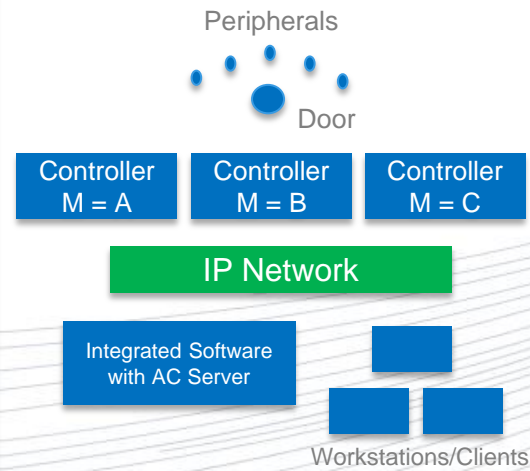 Peripherals
Door
Controller
M = A
Controller
M = B
Controller
M = C
IP Network
Integrated Software
with AC Server
Workstations/Clients